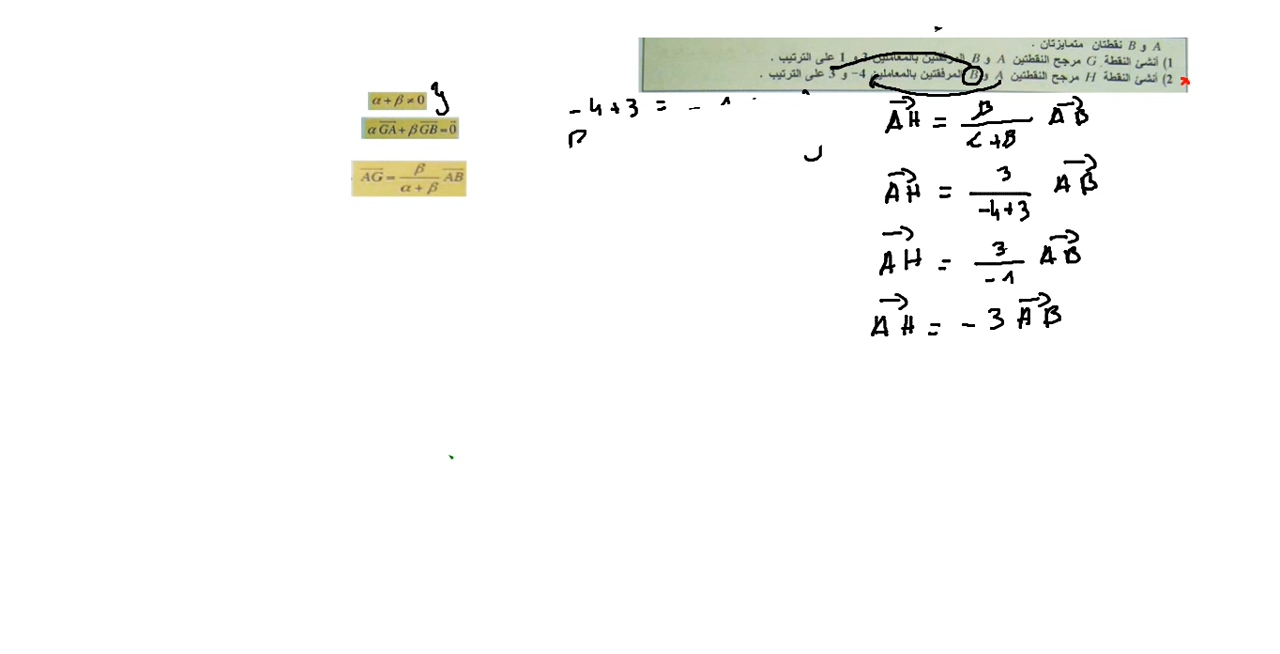 A و B نقطتان متمايزتان .
1) أنشئ النقطة G مرجح النقطتين A و B المرفقتين بالمعاملين 3 و 1 على الترتيب .
2) أنشئ النقطة H مرجح النقطتين A و B المرفقتين بالمعاملين 4− و 3 على الترتيب .
α + β ≠ 0
α GA + β GB = 0
AG = β / (α + β) AB
-4+3 = -1
AH = β / (α + β) AB
AH = 3 / (-4+3) AB
AH = 3 / -1 AB
AH = -3 AB